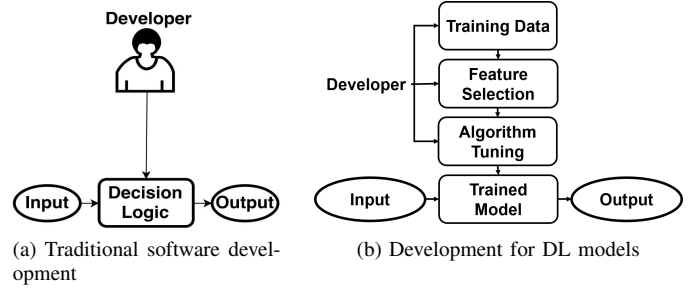 Developer
Input
Decision
Logic
Output
(a) Traditional software devel-
opment
Training Data
Developer
Feature
Selection
Algorithm
Tuning
Input
Trained
Model
Output
(b) Development for DL models